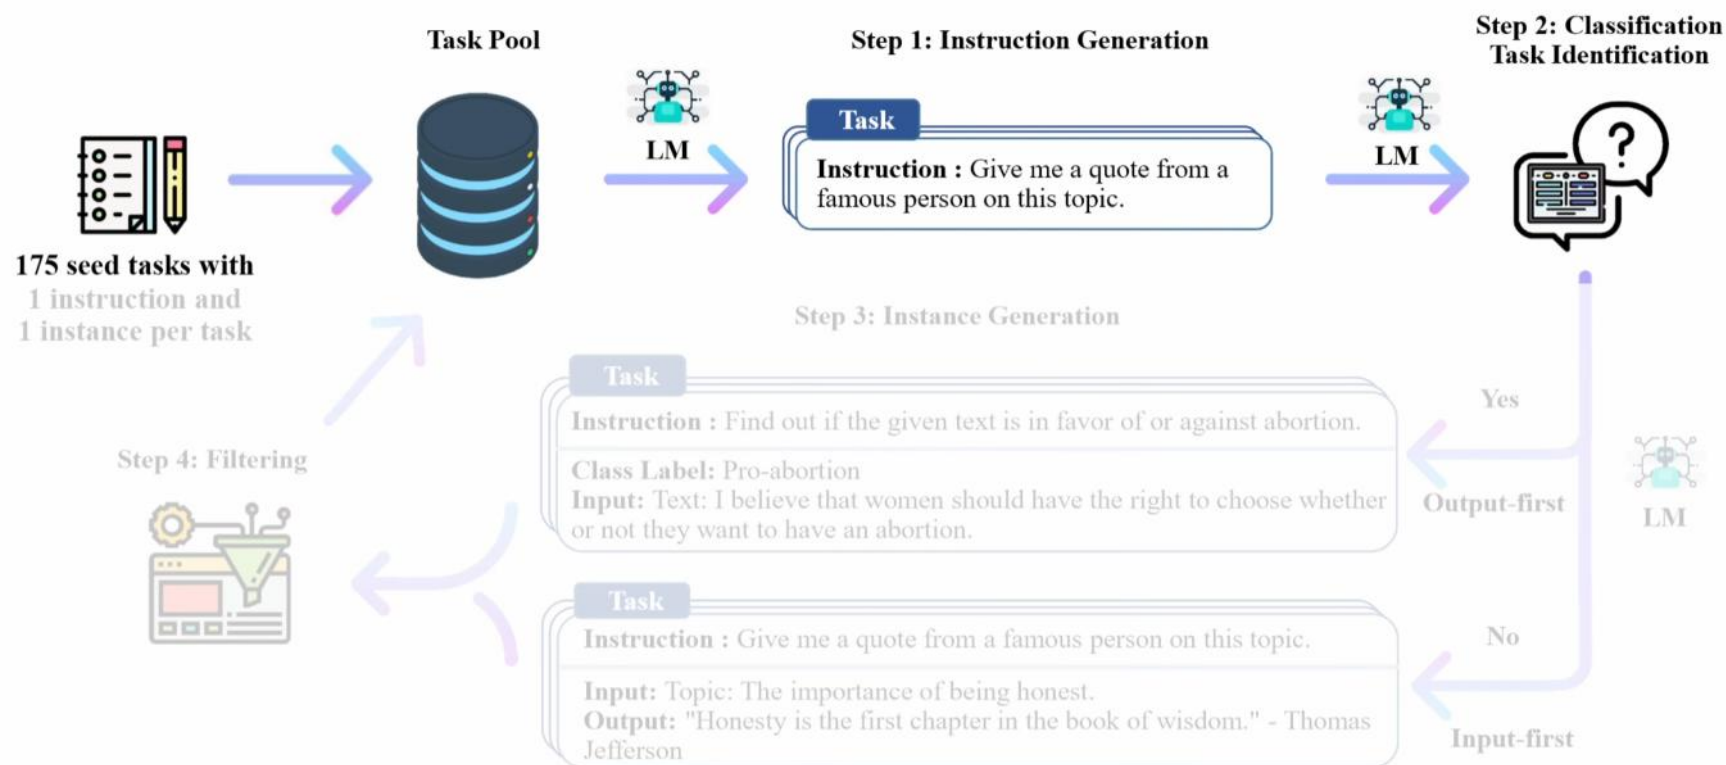 Task Pool
Step 1: Instruction Generation
Step 2: Classification
Task Identification
LM
LM
Task
Instruction : Give me a quote from a
famous person on this topic.
175 seed tasks with
1 instruction and
1 instance per task
Step 3: Instance Generation
Task
Instruction : Find out if the given text is in favor of or against abortion.
Class Label: Pro-abortion
Input: Text: I believe that women should have the right to choose whether
or not they want to have an abortion.
Yes
Output-first
LM
Step 4: Filtering
Task
Instruction : Give me a quote from a famous person on this topic.
Input: Topic: The importance of being honest.
Output: "Honesty is the first chapter in the book of wisdom." - Thomas
Jefferson
No
Input-first